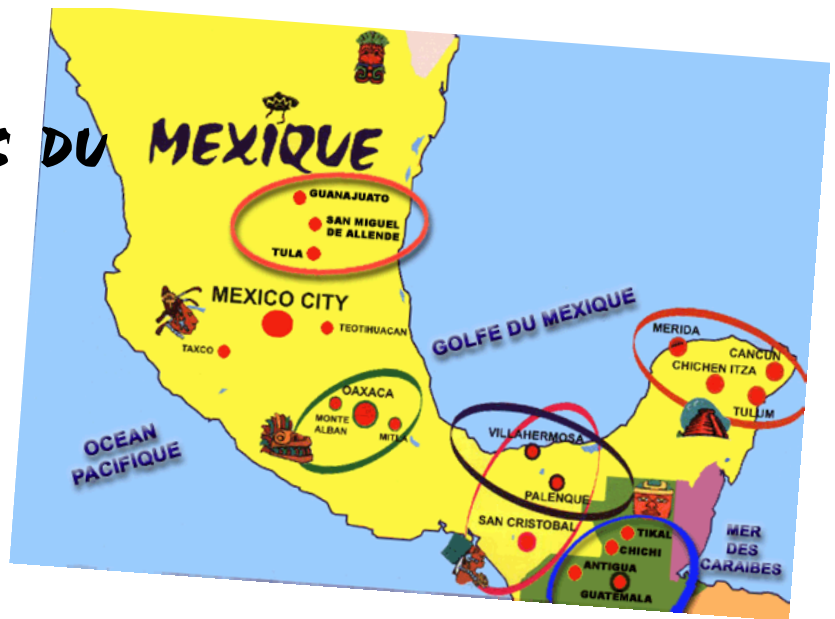 S DU
MEXIQUE
GUANAJUATO
SAN MIGUEL
DE ALLENDE
TULA
MEXICO CITY
TEOTIHUACAN
TAXCO
GOLFE DU MEXIQUE
MERIDA
CANCUN
CHICHEN ITZA
TULUM
OAXACA
MONTE
ALBAN
MITLA
OCEAN
PACIFIQUE
VILLAHERMOSA
PALENQUE
SAN CRISTOBAL
TIKAL
CHICHI
ANTIGUA
GUATEMALA
MER
DES
CARAIBES